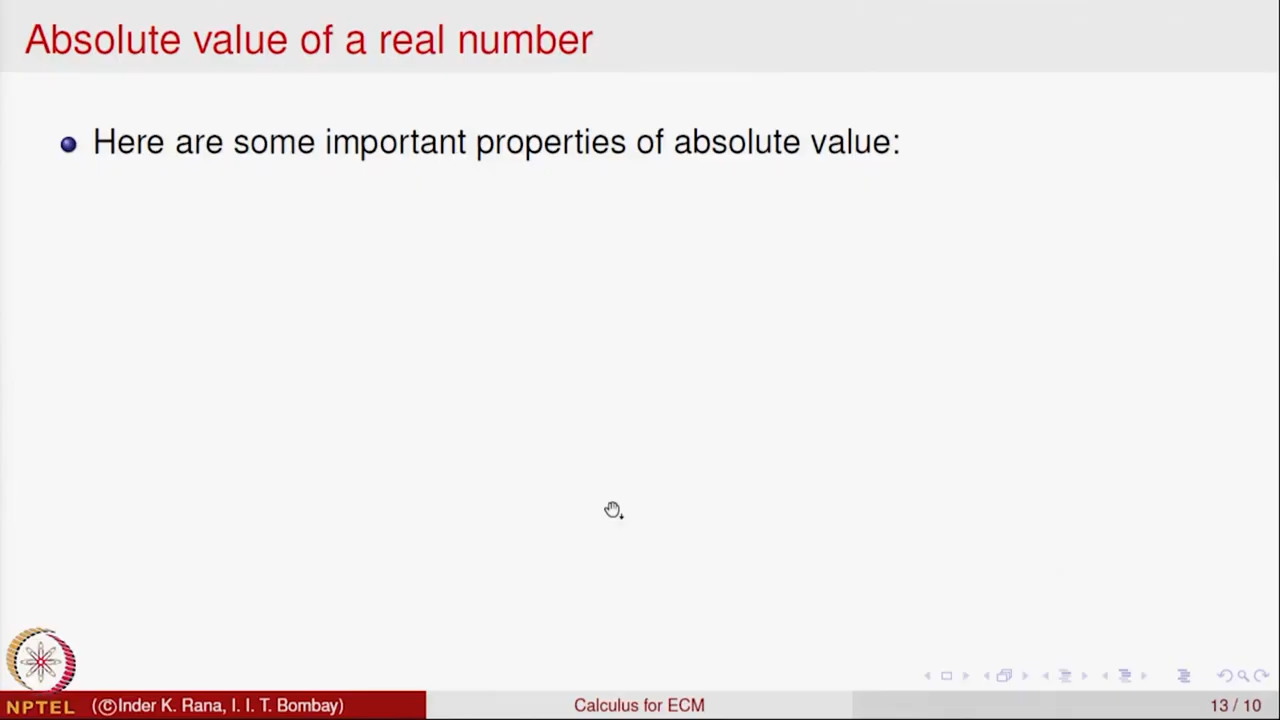 Absolute value of a real number
Here are some important properties of absolute value:
NPTEL
(©Inder K. Rana, I. I. T. Bombay)
Calculus for ECM
13 / 10